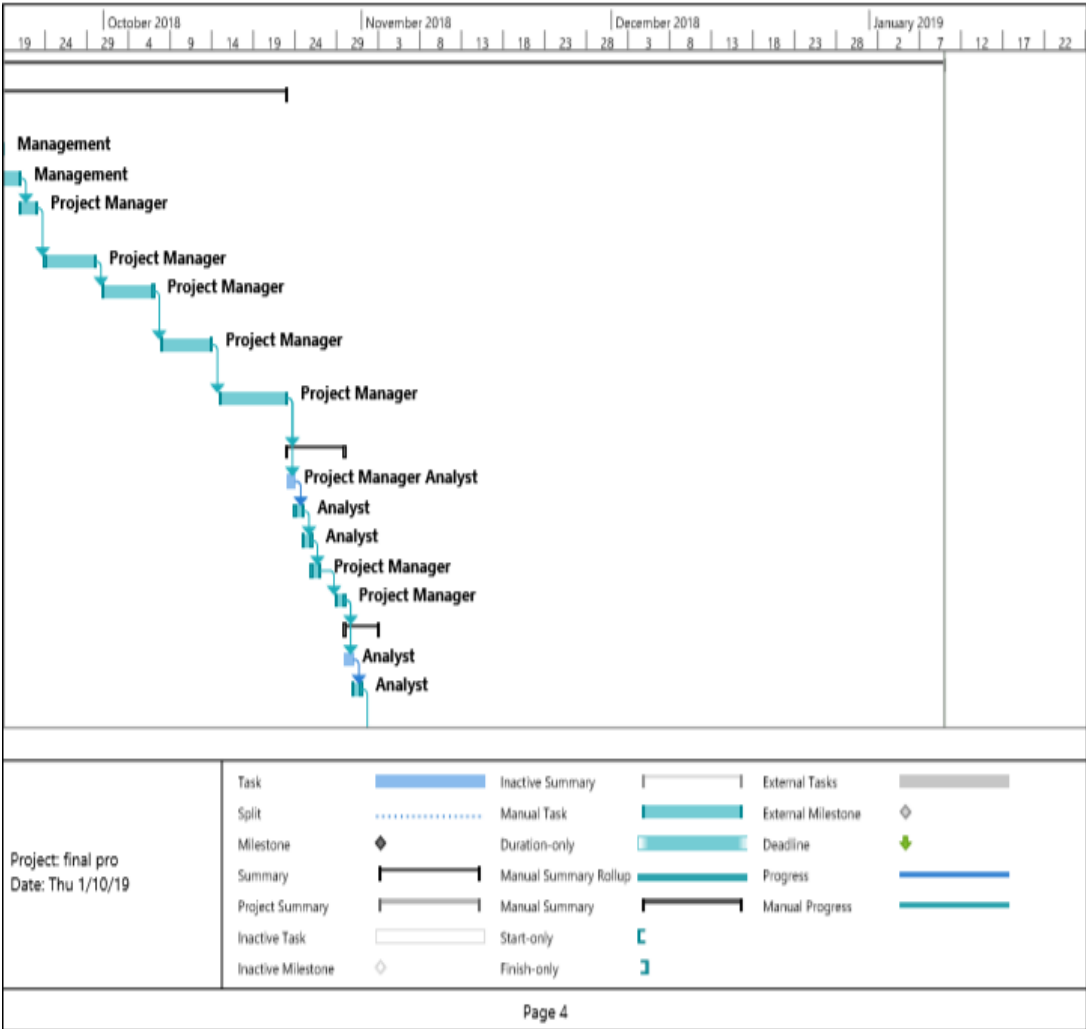 October 2018 November 2018 December 2018 January 2019
19 24 29 4 9 14 19 24 29 3 8 13 18 23 28 3 8 13 18 23 28 2 7 12 17 22
Management
Management
Project Manager
Project Manager
Project Manager
Project Manager
Project Manager
Project Manager Analyst
Analyst
Analyst
Project Manager
Project Manager
Analyst
Analyst
Project: final pro
Date: Thu 1/10/19
Task Inactive Summary External Tasks
Split Manual Task External Milestone
Milestone Duration-only Deadline
Summary Manual Summary Rollup Progress
Project Summary Manual Summary Manual Progress
Inactive Task Start-only
Inactive Milestone Finish-only
Page 4